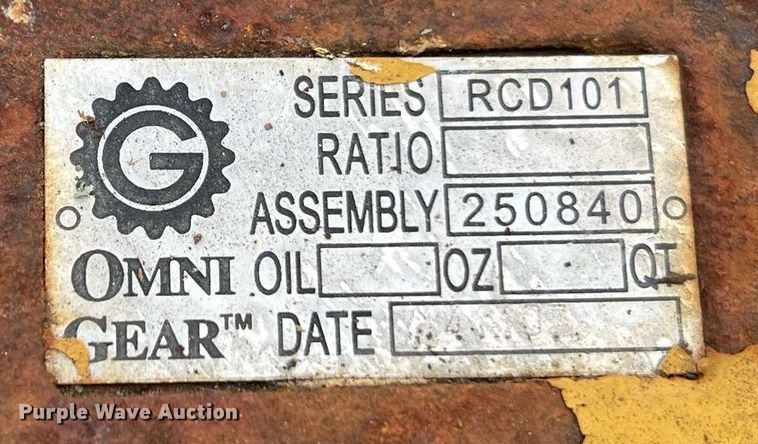 SERIES RCD101
RATIO
ASSEMBLY 250840
G
OMNI OIL OZ QT
GEAR™ DATE
Purple Wave Auction